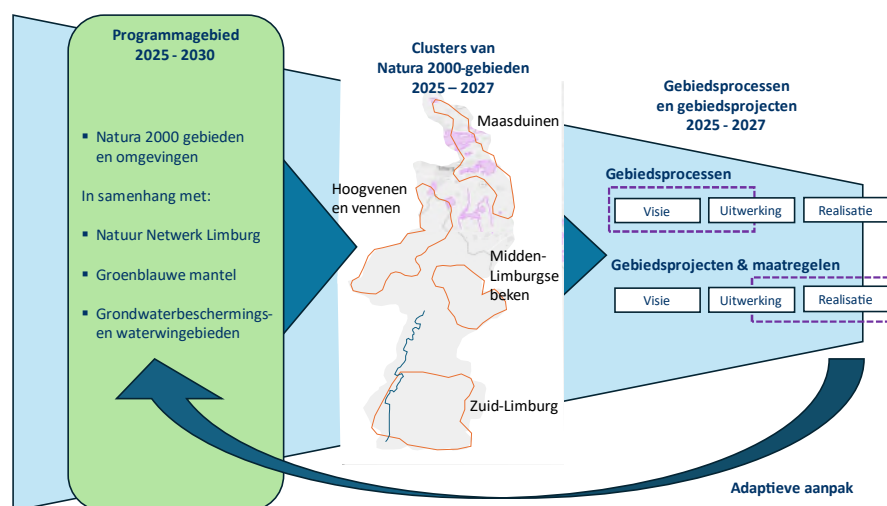 Programmagebied
2025 - 2030
▪ Natura 2000 gebieden
en omgevingen
In samenhang met:
▪ Natuur Netwerk Limburg
▪ Groenblauwe mantel
▪ Grondwaterbeschermings-
en waterwingebieden
Clusters van
Natura 2000-gebieden
2025 – 2027
Maasduinen
Hoogvenen
en vennen
Midden-
Limburgse
beken
Zuid-Limburg
Gebiedsprocessen
en gebiedsprojecten
2025 - 2027
Gebiedsprocessen
Visie Uitwerking Realisatie
Gebiedsprojecten & maatregelen
Visie Uitwerking Realisatie
Adaptieve aanpak